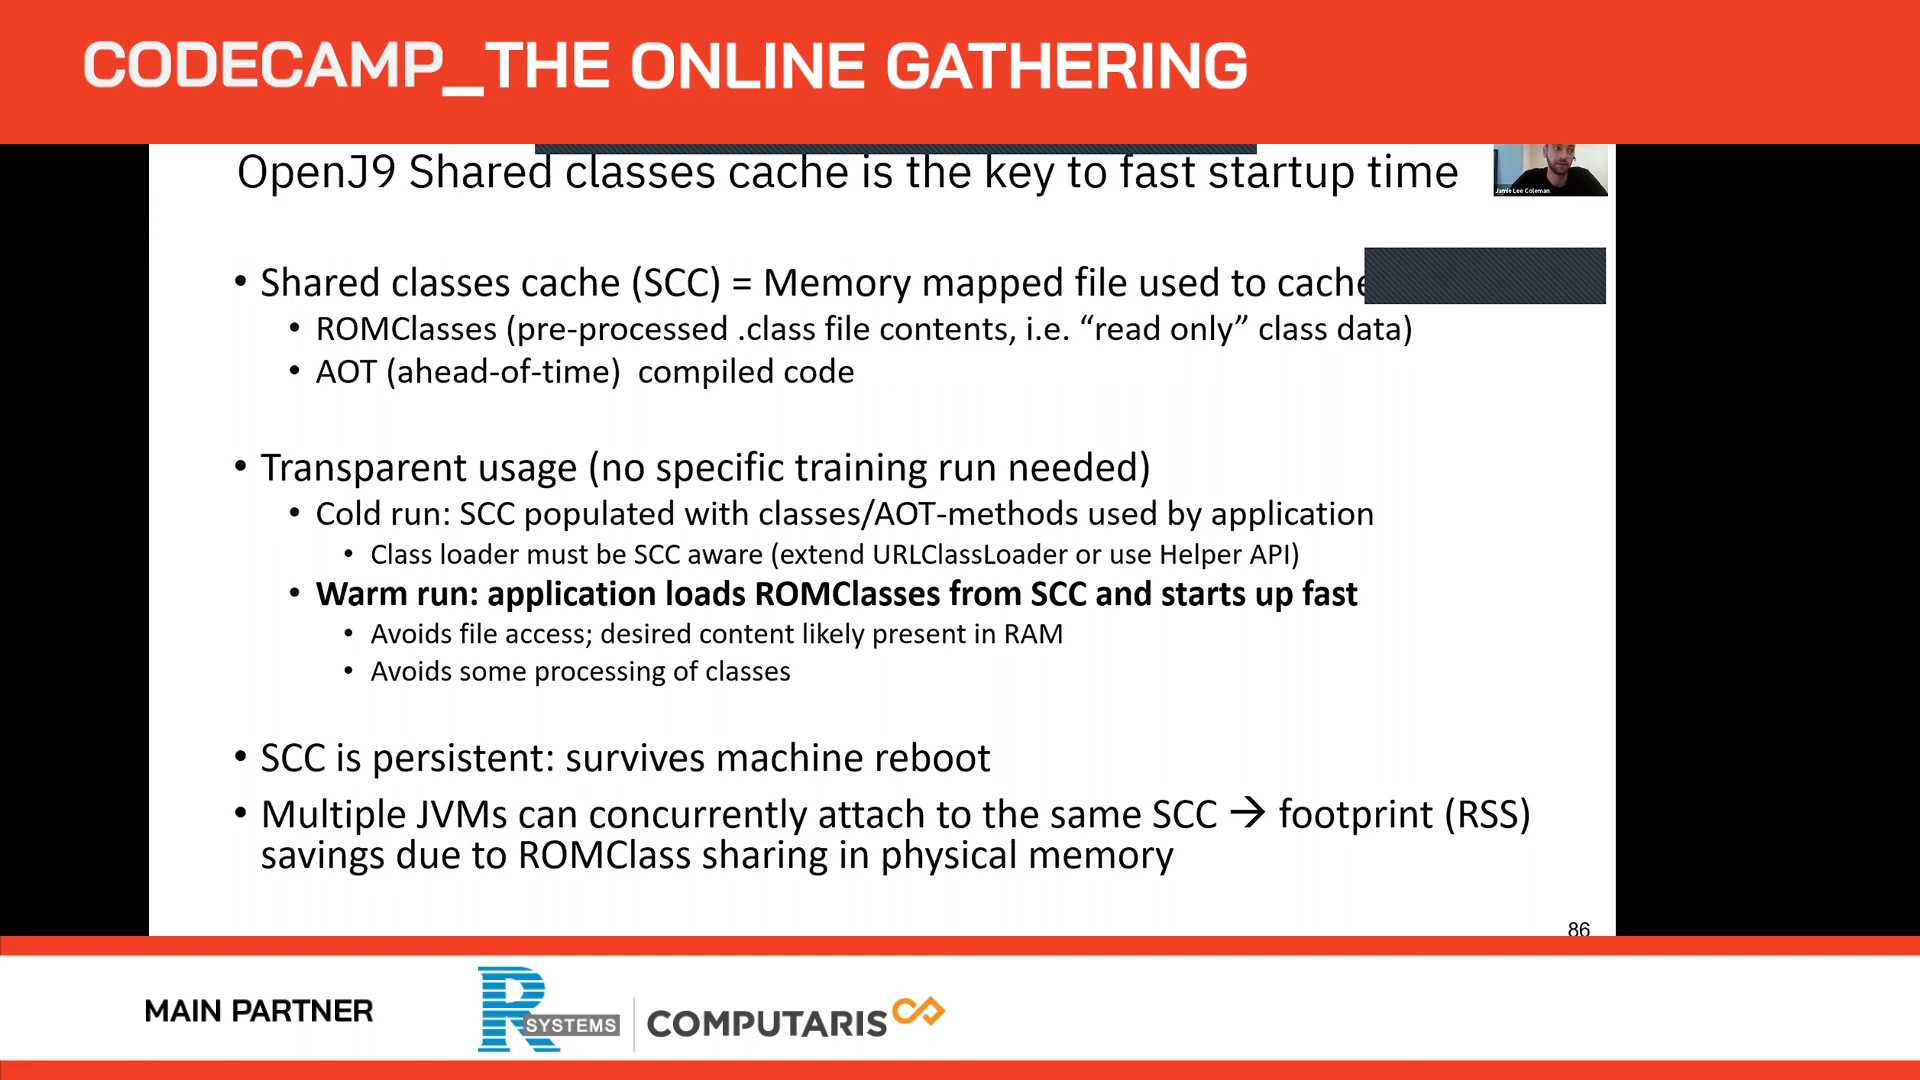 CODECAMP_THE ONLINE GATHERING
OpenJ9 Shared classes cache is the key to fast startup time
Jamie Lee Coleman
• Shared classes cache (SCC) = Memory mapped file used to cache
• ROMClasses (pre-processed .class file contents, i.e. “read only” class data)
• AOT (ahead-of-time)  compiled code
• Transparent usage (no specific training run needed)
• Cold run: SCC populated with classes/AOT-methods used by application
• Class loader must be SCC aware (extend URLClassLoader or use Helper API)
• Warm run: application loads ROMClasses from SCC and starts up fast
• Avoids file access; desired content likely present in RAM
• Avoids some processing of classes
• SCC is persistent: survives machine reboot
• Multiple JVMs can concurrently attach to the same SCC → footprint (RSS)
savings due to ROMClass sharing in physical memory
86
MAIN PARTNER
R SYSTEMS
COMPUTARIS